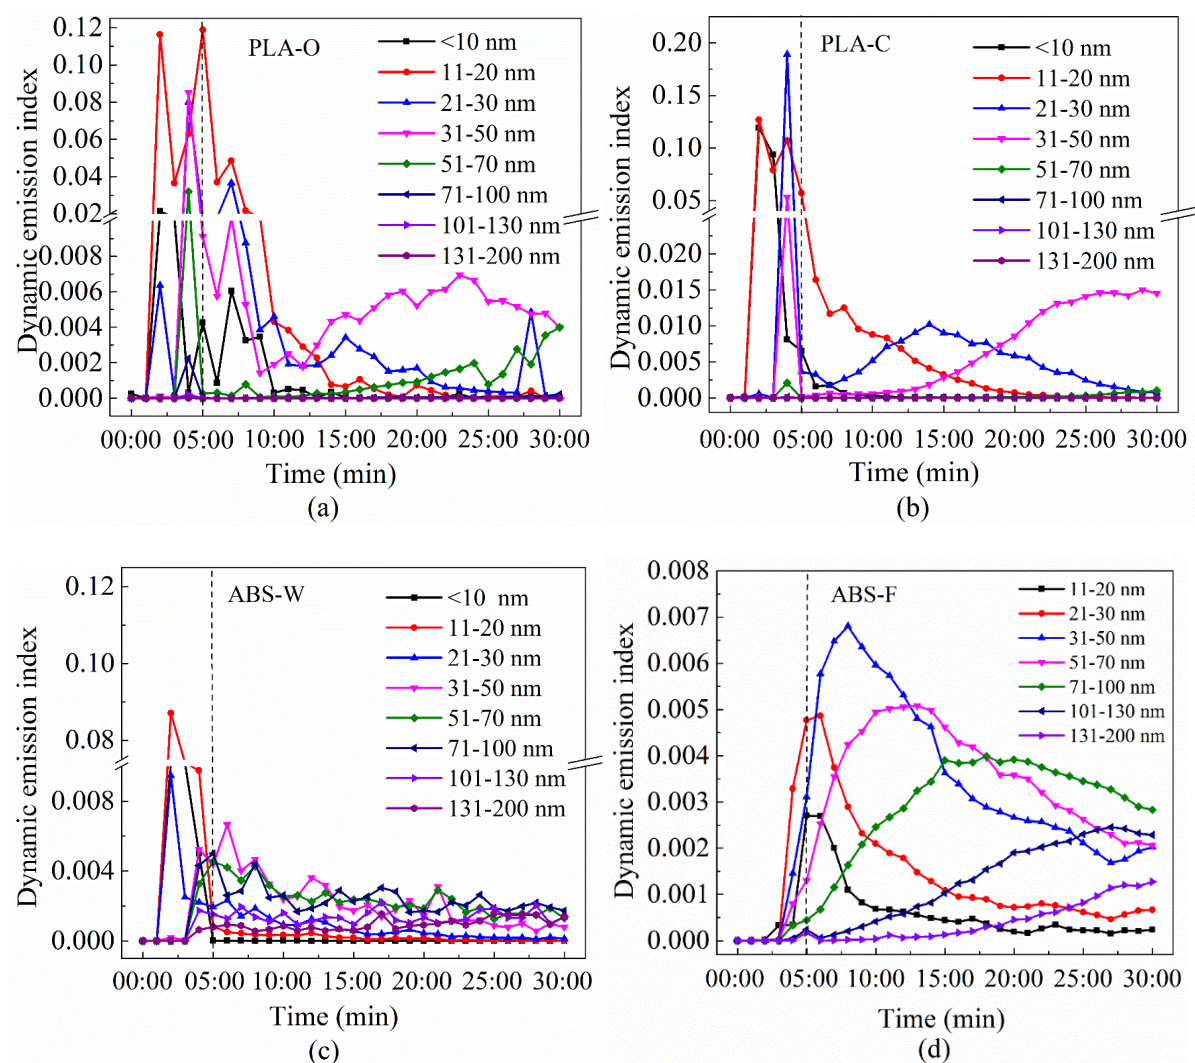 PLA-O
<10 nm
11-20 nm
21-30 nm
31-50 nm
51-70 nm
71-100 nm
101-130 nm
131-200 nm
0.12
0.10
0.08
0.06
0.04
0.02
0.008
0.006
0.004
0.002
0.000
Dynamic emission index
00:00 05:00 10:00 15:00 20:00 25:00 30:00
Time (min)
(a)
PLA-C
<10 nm
11-20 nm
21-30 nm
31-50 nm
51-70 nm
71-100 nm
101-130 nm
131-200 nm
0.20
0.15
0.10
0.05
0.020
0.015
0.010
0.005
0.000
Dynamic emission index
00:00 05:00 10:00 15:00 20:00 25:00 30:00
Time (min)
(b)
ABS-W
<10 nm
11-20 nm
21-30 nm
31-50 nm
51-70 nm
71-100 nm
101-130 nm
131-200 nm
0.12
0.10
0.08
0.008
0.004
0.000
Dynamic emission index
00:00 05:00 10:00 15:00 20:00 25:00 30:00
Time (min)
(c)
ABS-F
11-20 nm
21-30 nm
31-50 nm
51-70 nm
71-100 nm
101-130 nm
131-200 nm
0.008
0.007
0.006
0.005
0.004
0.003
0.002
0.001
0.000
Dynamic emission index
00:00 05:00 10:00 15:00 20:00 25:00 30:00
Time (min)
(d)